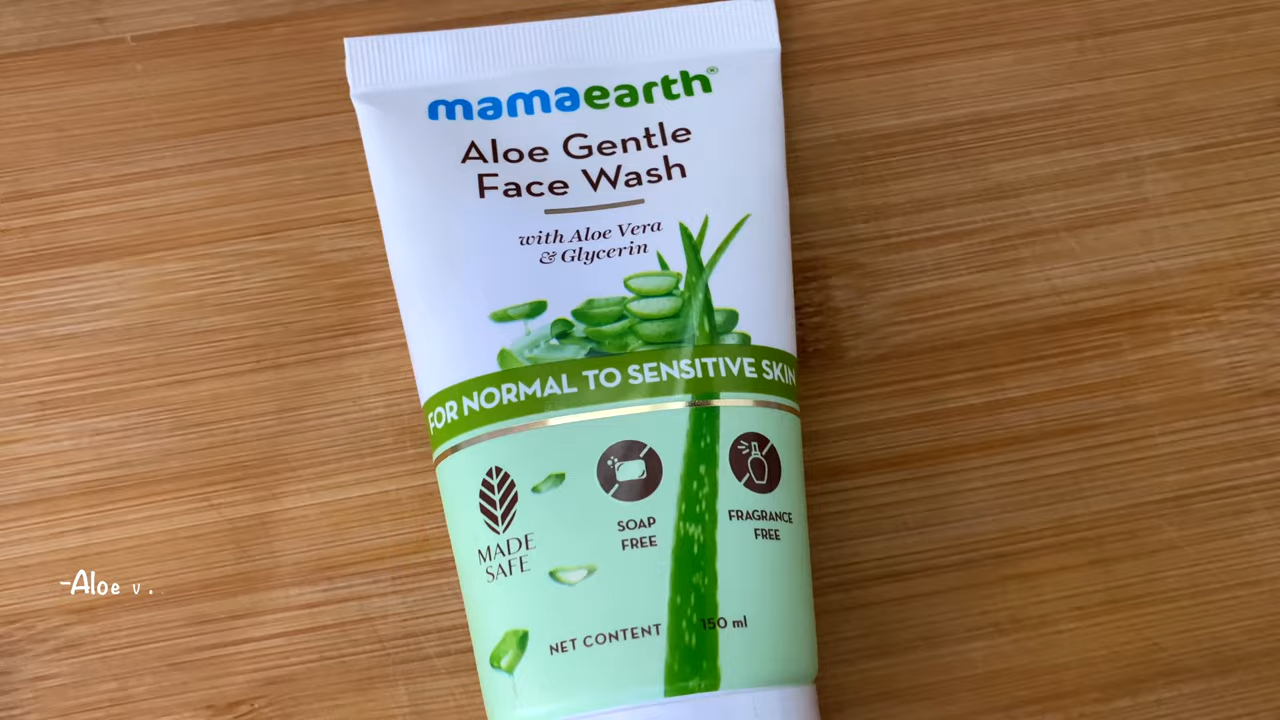 mamaearth®
Aloe Gentle
Face Wash
with Aloe Vera
& Glycerin
FOR NORMAL TO SENSITIVE SKIN
MADE
SAFE
SOAP
FREE
FRAGRANCE
FREE
NET CONTENT 150 ml
-Aloe v.